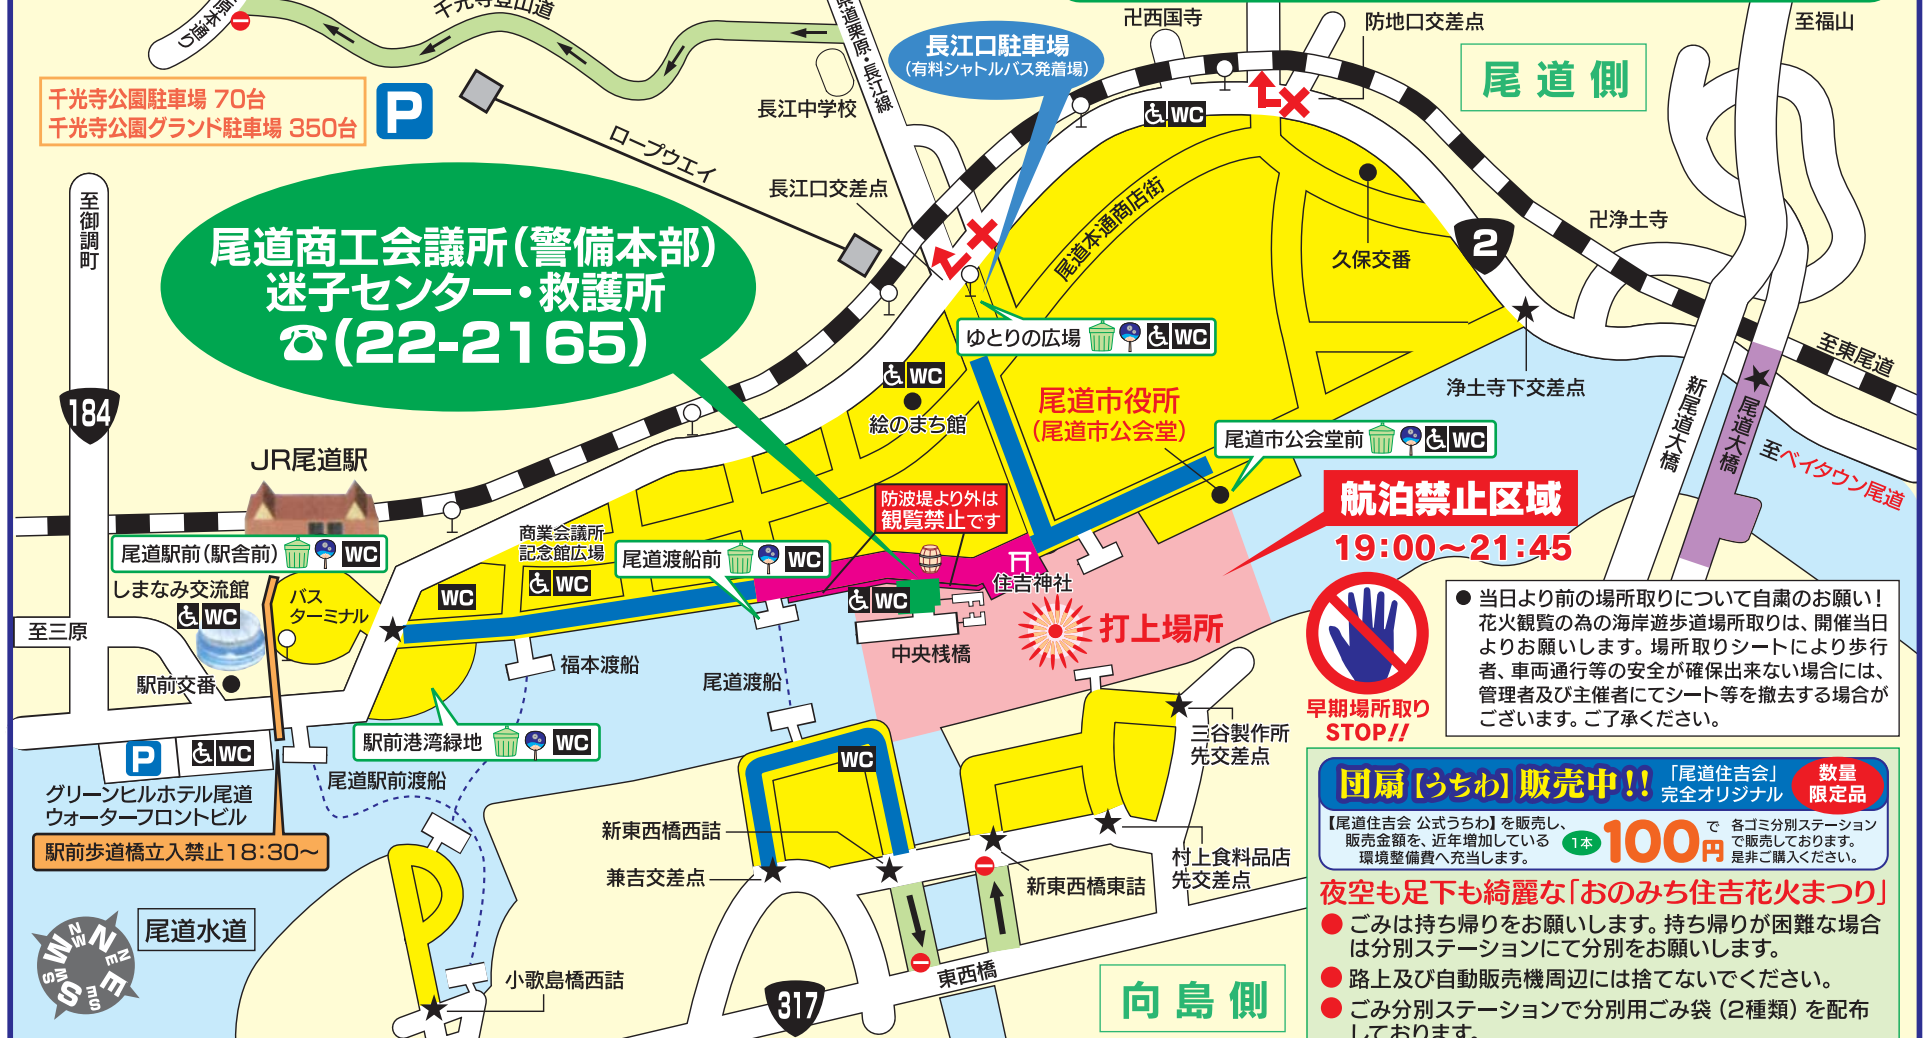 千光寺登山道
原本通り
県道栗原・長江線
長江口駐車場
(有料シャトルバス発着場)
卍西国寺
防地口交差点
至福山
尾道側
千光寺公園駐車場 70台
千光寺公園グランド駐車場 350台
P
長江中学校
ロープウエイ
長江口交差点
WC
至御調町
尾道商工会議所(警備本部)
迷子センター・救護所
☎(22-2165)
尾道本通商店街
久保交番
2
卍浄土寺
ゆとりの広場 WC
至東尾道
浄土寺下交差点
新尾道大橋
尾道大橋
至ベイタウン尾道
184
WC
絵のまち館
尾道市役所
(尾道市公会堂)
尾道市公会堂前 WC
JR尾道駅
防波堤より外は
観覧禁止です
航泊禁止区域
19:00〜21:45
尾道駅前(駅舎前) WC
商業会議所
記念館広場
WC
尾道渡船前 WC
住吉神社
しまなみ交流館
WC
バス
ターミナル
WC
WC
至三原
打上場所
中央桟橋
福本渡船
尾道渡船
駅前交番
駅前港湾緑地 WC
P
WC
グリーンヒルホテル尾道
ウォーターフロントビル
尾道駅前渡船
駅前歩道橋立入禁止18:30〜
WC
三谷製作所
先交差点
新東西橋西詰
兼吉交差点
新東西橋東詰
村上食料品店
先交差点
尾道水道
N
NE
E
ES
S
SW
W
NW
小歌島橋西詰
317
東西橋
向島側
早期場所取り
STOP!!
● 当日より前の場所取りについて自粛のお願い!
花火観覧の為の海岸遊歩道場所取りは、開催当日
よりお願いします。場所取りシートにより歩行
者、車両通行等の安全が確保出来ない場合には、
管理者及び主催者にてシート等を撤去する場合が
ございます。ご了承ください。
団扇【うちわ】販売中!!
「尾道住吉会」
完全オリジナル
数量
限定品
【尾道住吉会 公式うちわ】を販売し、
販売金額を、近年増加している
環境整備費へ充当します。
1本 100円で
各ゴミ分別ステーション
で販売しております。
是非ご購入ください。
夜空も足下も綺麗な「おのみち住吉花火まつり」
● ごみは持ち帰りをお願いします。持ち帰りが困難な場合
は分別ステーションにて分別をお願いします。
● 路上及び自動販売機周辺には捨てないでください。
● ごみ分別ステーションで分別用ごみ袋(2種類)を配布
しております。